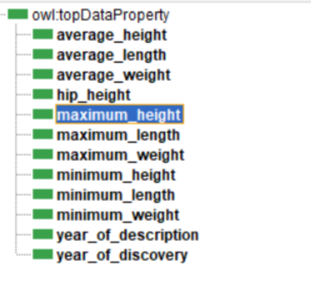 owl:topDataProperty
average_height
average_length
average_weight
hip_height
maximum_height
maximum_length
maximum_weight
minimum_height
minimum_length
minimum_weight
year_of_description
year_of_discovery